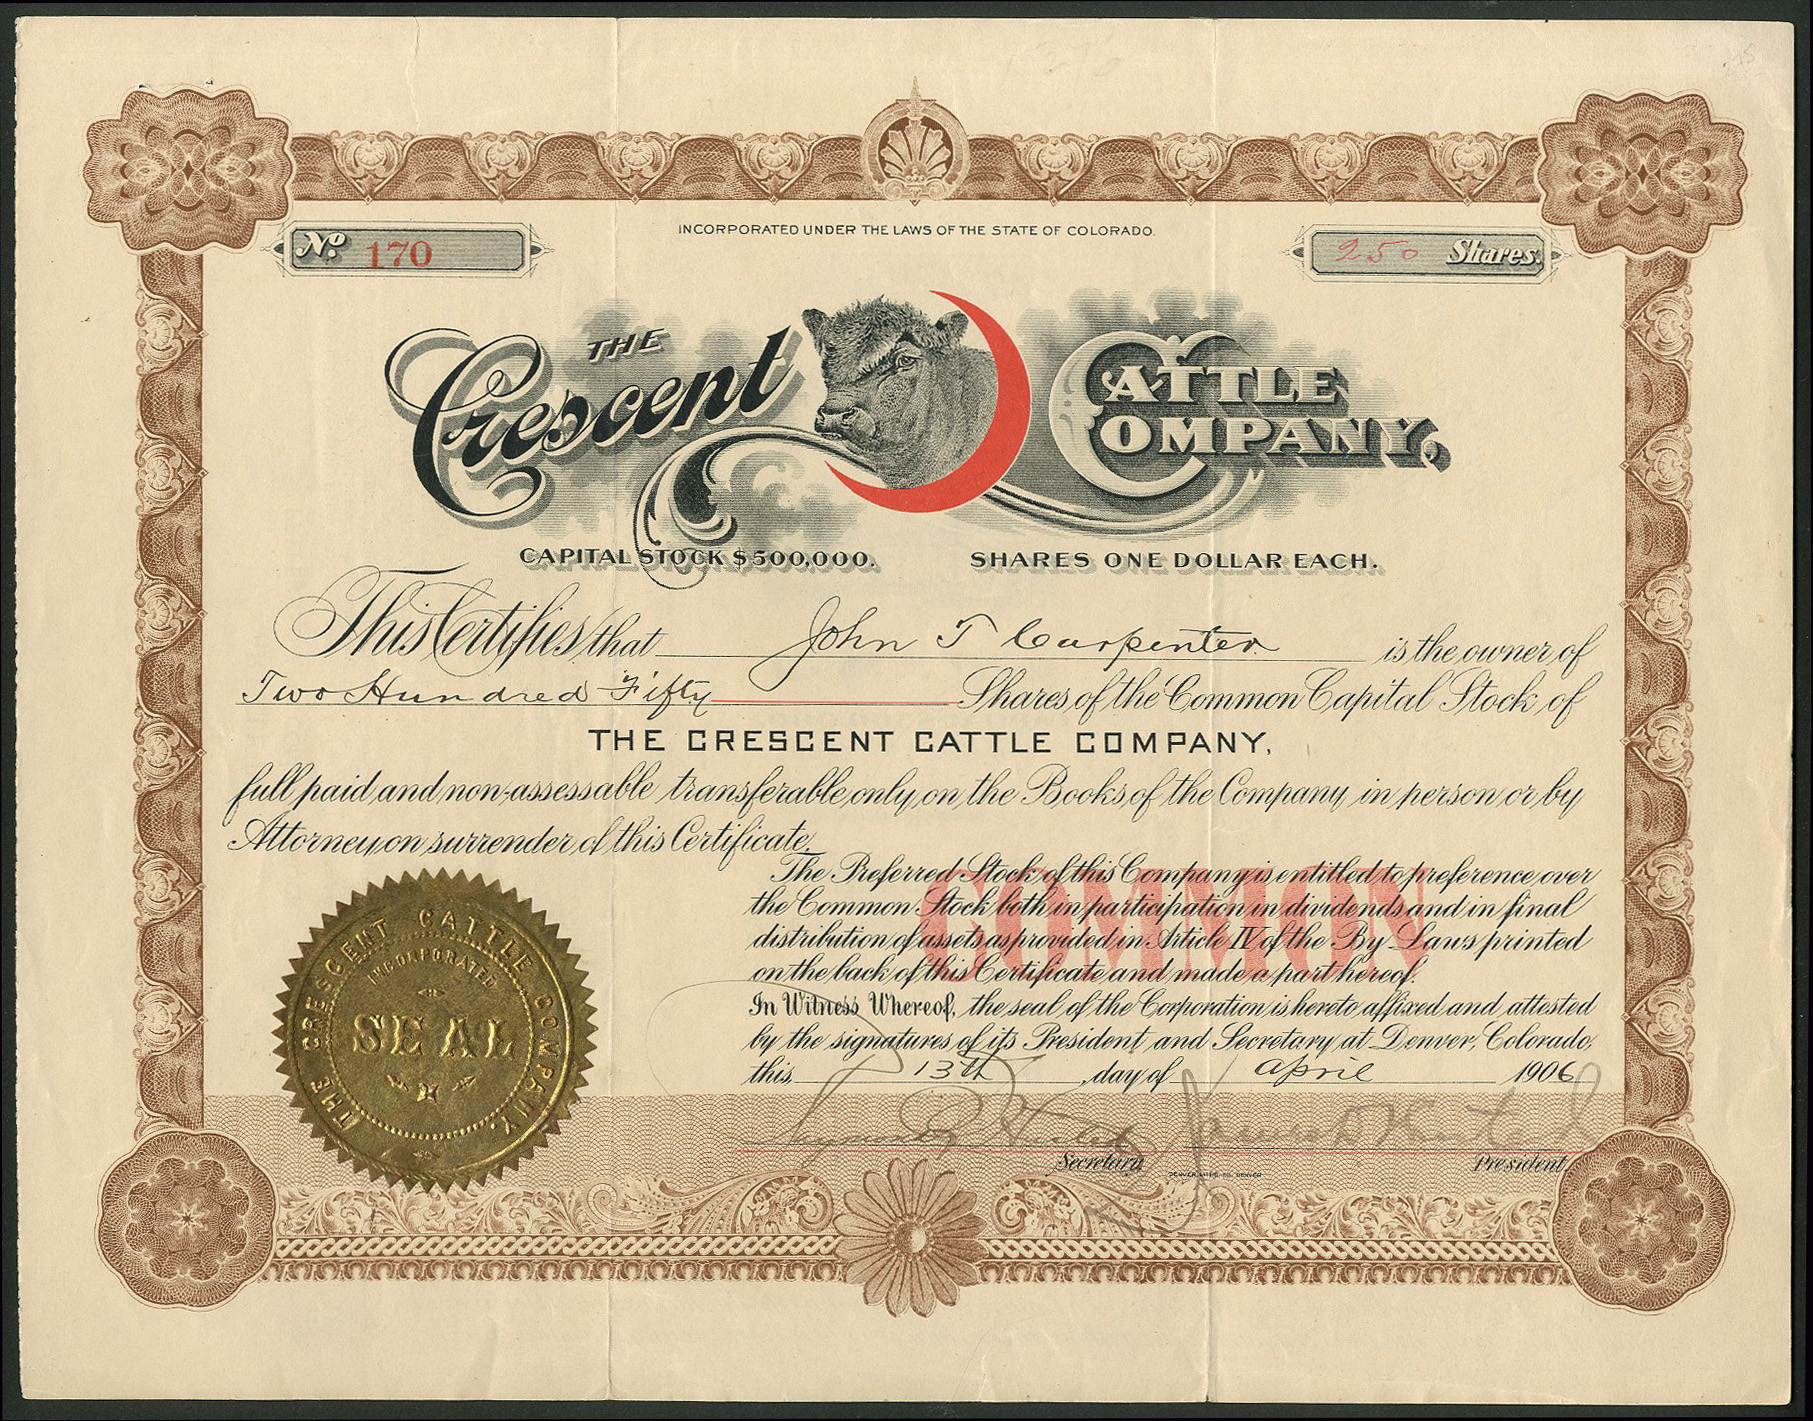 INCORPORATED UNDER THE LAWS OF THE STATE OF COLORADO.
No. 170
250 Shares.
THE
Crescent
CATTLE
COMPANY,
CAPITAL STOCK $500,000. SHARES ONE DOLLAR EACH.
This Certifies that John T Carpenter is the owner of
Two Hundred Fifty Shares of the Common Capital Stock of
THE CRESCENT CATTLE COMPANY,
full paid and non-assessable transferable only on the Books of the Company in person or by
Attorney on surrender of this Certificate.
COMMON
The Preferred Stock of this Company is entitled to preference over
the Common Stock both in participation in dividends and in final
distribution of assets as provided in Article IV of the By-Laws printed
on the back of this Certificate and made a part hereof.
In Witness Whereof, the seal of the Corporation is hereto affixed and attested
by the signatures of its President and Secretary at Denver, Colorado,
this 13th day of April 1906
Secretary
President
THE CRESCENT CATTLE COMPANY.
INCORPORATED
SEAL